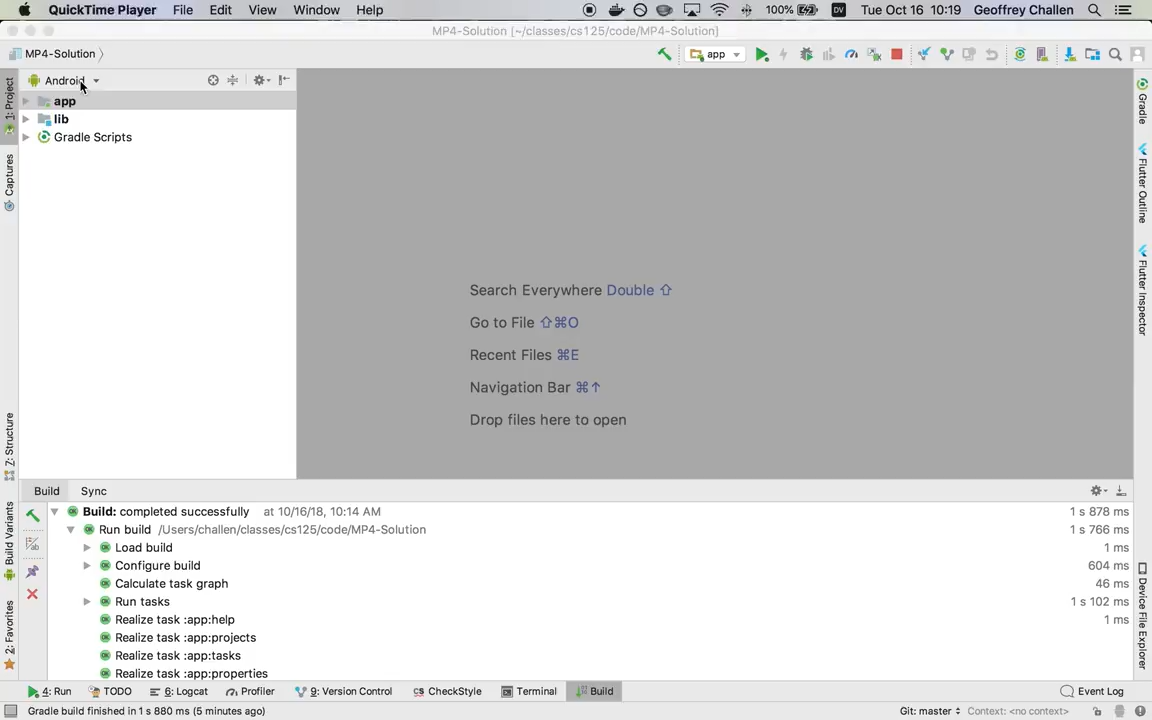 QuickTime Player File Edit View Window Help 100% DV Tue Oct 16 10:19 Geoffrey Challen
MP4-Solution [~/classes/cs125/code/MP4-Solution]
MP4-Solution app
1: Project
Android
app
lib
Gradle Scripts
Captures
Z: Structure
Build Variants
2: Favorites
Search Everywhere Double ⇧
Go to File ⇧⌘O
Recent Files ⌘E
Navigation Bar ⌘↑
Drop files here to open
Gradle
Flutter Outline
Flutter Inspector
Device File Explorer
Build Sync
Build: completed successfully at 10/16/18, 10:14 AM 1 s 878 ms
Run build /Users/challen/classes/cs125/code/MP4-Solution 1 s 766 ms
Load build 1 ms
Configure build 604 ms
Calculate task graph 46 ms
Run tasks 1 s 102 ms
Realize task :app:help 1 ms
Realize task :app:projects
Realize task :app:tasks
Realize task :app:properties
4: Run TODO 6: Logcat Profiler 9: Version Control CheckStyle Terminal Build Event Log
Gradle build finished in 1 s 880 ms (5 minutes ago) Git: master Context: <no context>